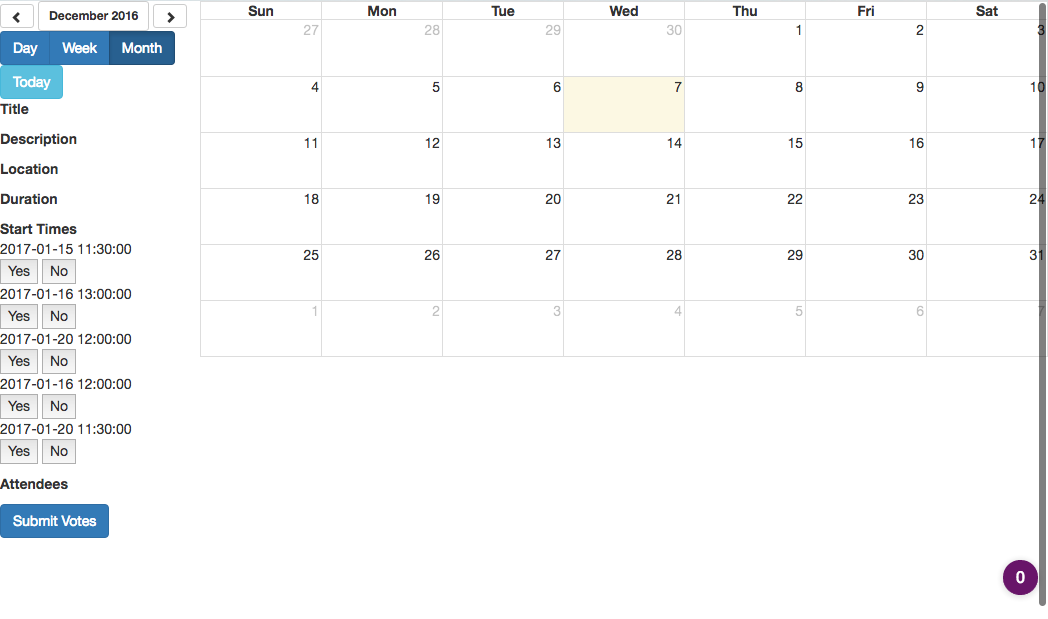 December 2016
Day Week Month
Today
Title
Description
Location
Duration
Start Times
2017-01-15 11:30:00
Yes No
2017-01-16 13:00:00
Yes No
2017-01-20 12:00:00
Yes No
2017-01-16 12:00:00
Yes No
2017-01-20 11:30:00
Yes No
Attendees
Submit Votes
Sun Mon Tue Wed Thu Fri Sat
27 28 29 30 1 2 3
4 5 6 7 8 9 10
11 12 13 14 15 16 17
18 19 20 21 22 23 24
25 26 27 28 29 30 31
1 2 3 4 5 6 7
0